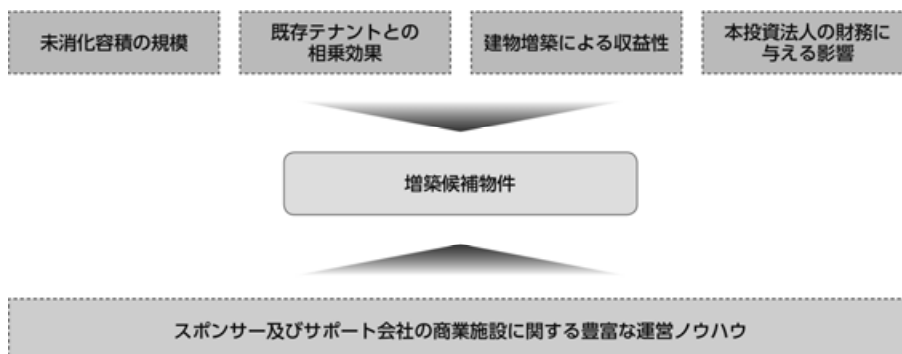 未消化容積の規模
既存テナントとの
相乗効果
建物増築による収益性
本投資法人の財務に
与える影響
増築候補物件
スポンサー及びサポート会社の商業施設に関する豊富な運営ノウハウ